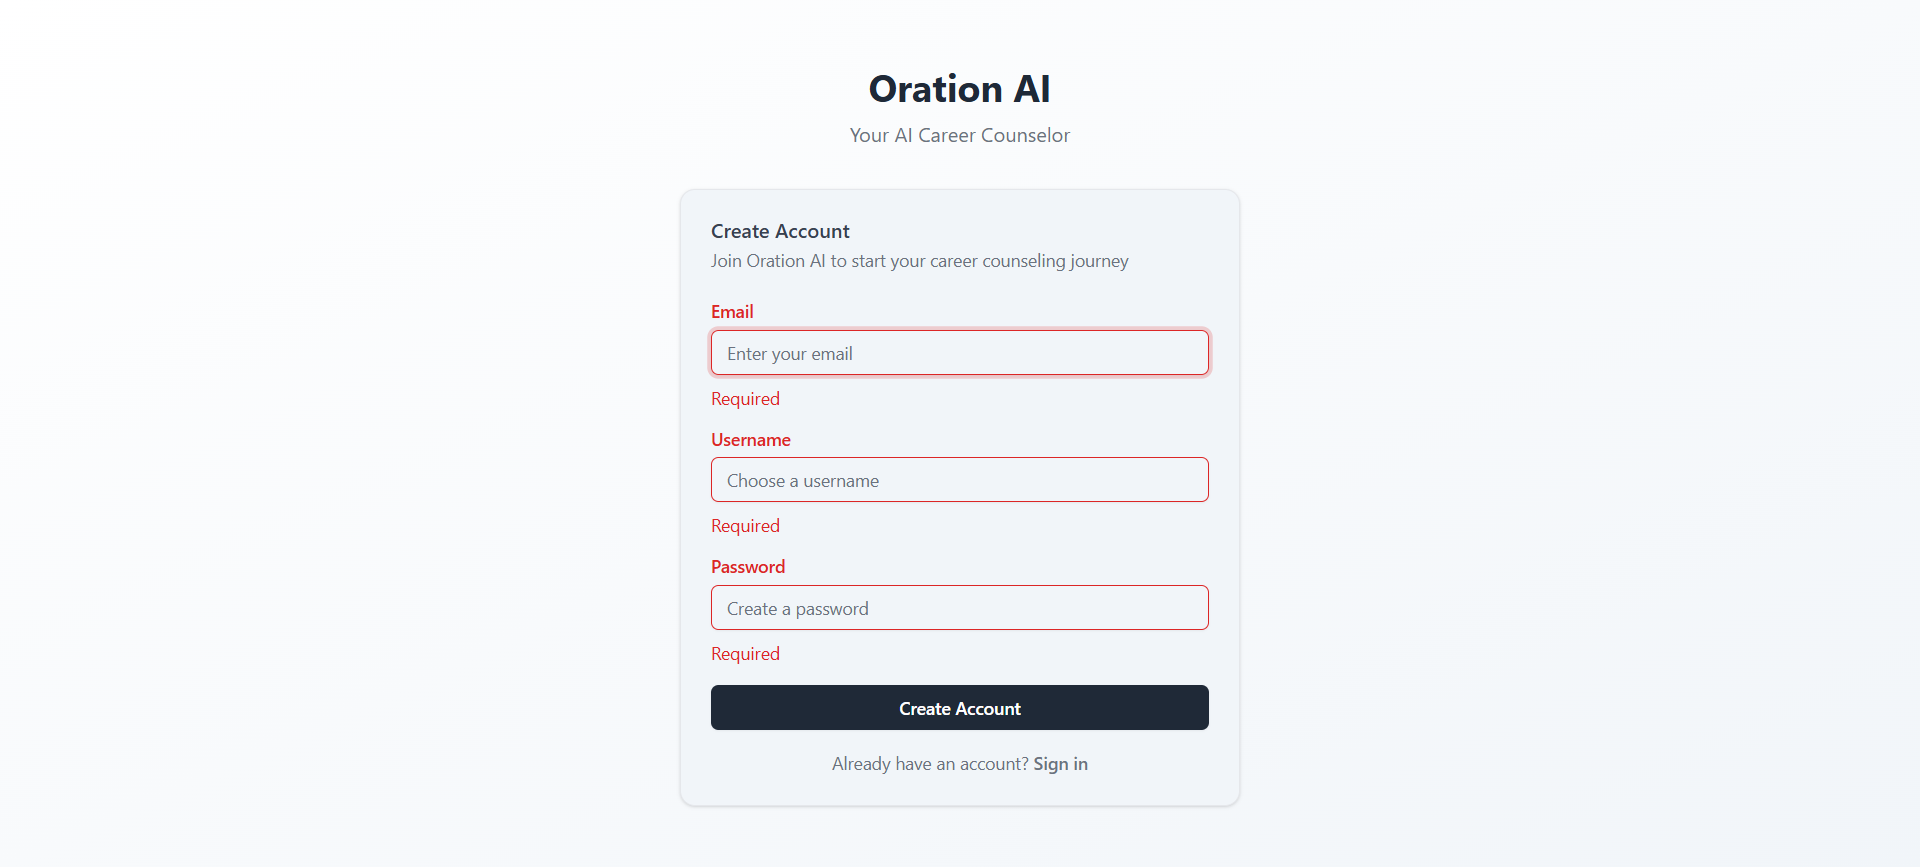 Oration AI
Your AI Career Counselor
Create Account
Join Oration AI to start your career counseling journey
Email
Enter your email
Required
Username
Choose a username
Required
Password
Create a password
Required
Create Account
Already have an account? Sign in